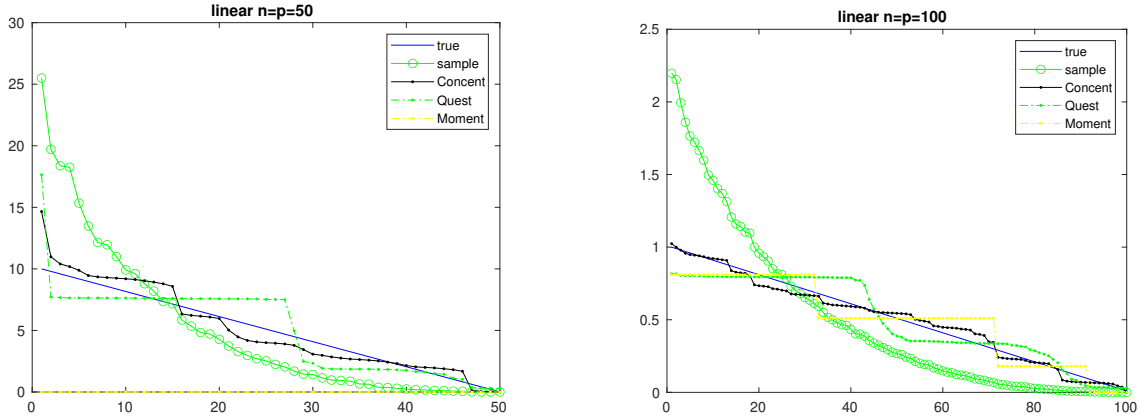 linear n=p=50
30
25
20
15
10
5
0
0 10 20 30 40 50
true
sample
Concent
Quest
Moment
linear n=p=100
2.5
2
1.5
1
0.5
0
0 20 40 60 80 100
true
sample
Concent
Quest
Moment